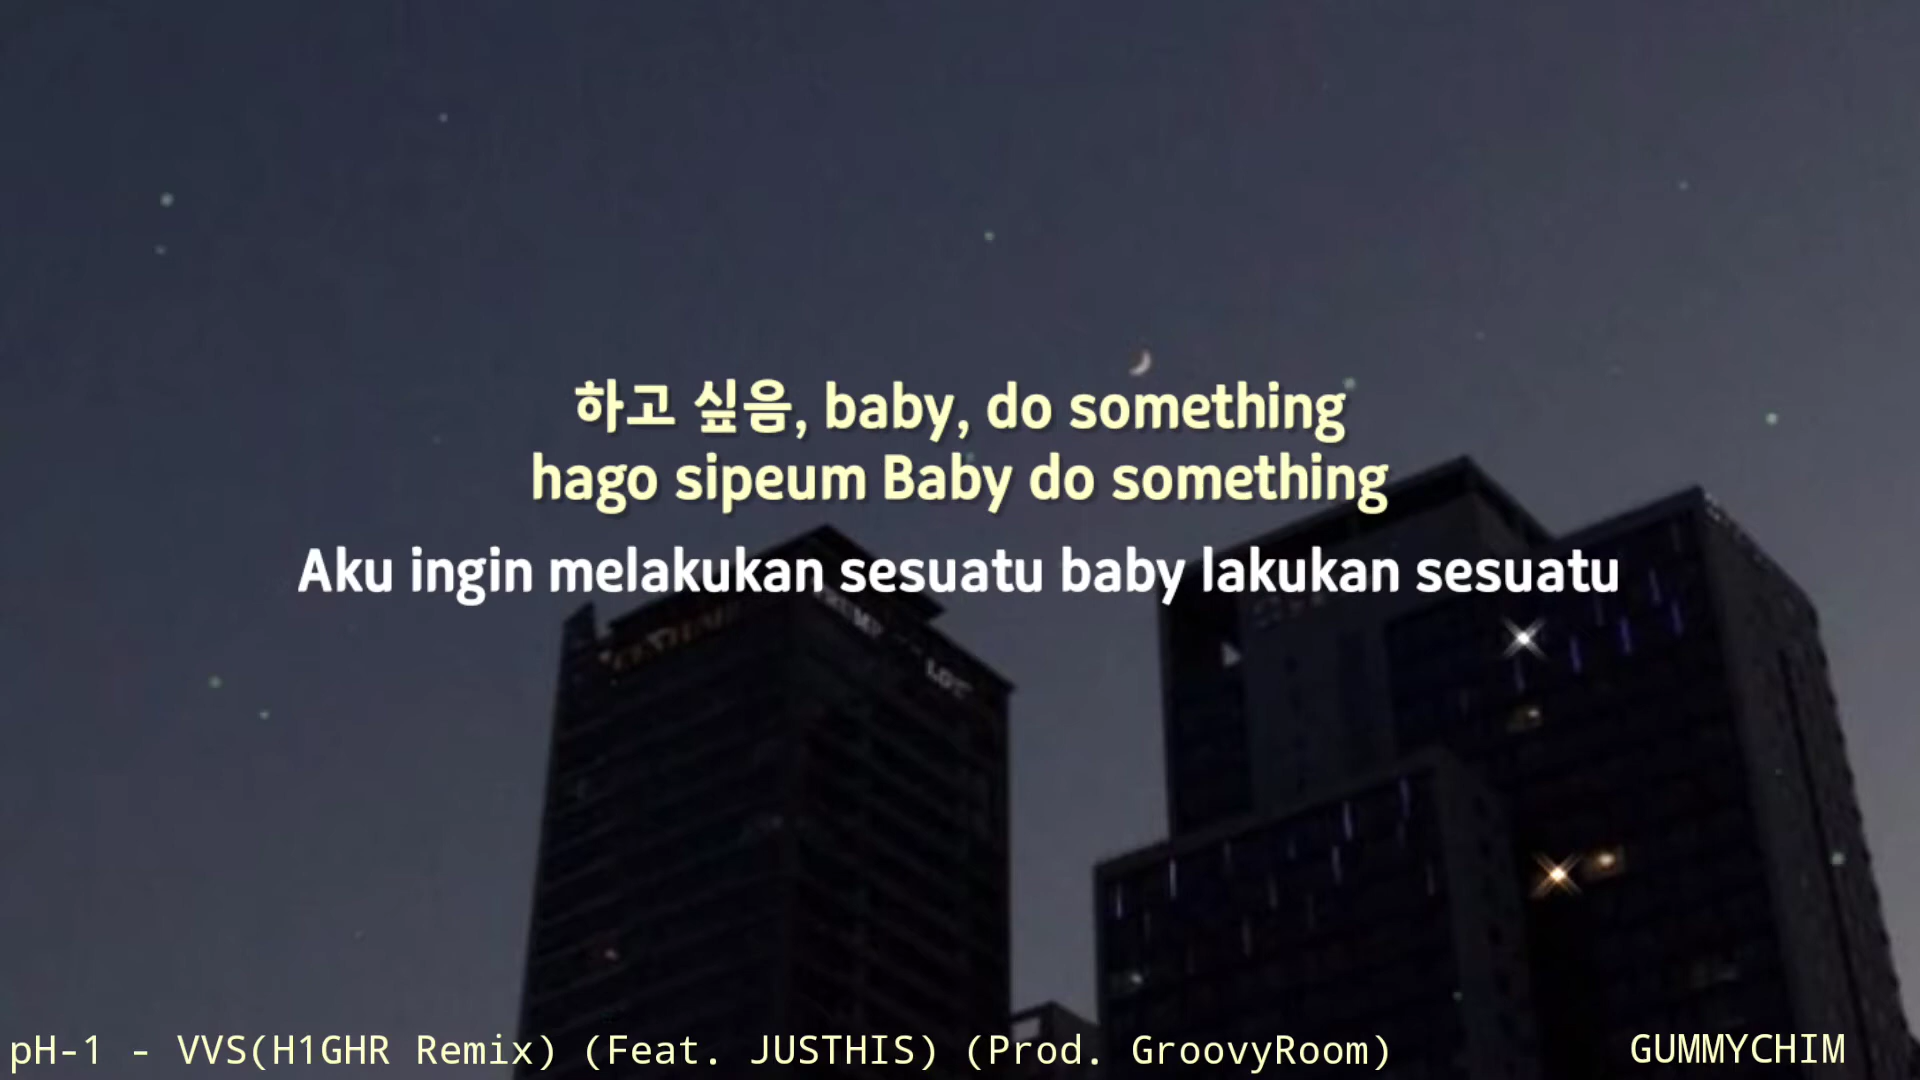 하고 싶음, baby, do something
hago sipeum Baby do something
Aku ingin melakukan sesuatu baby lakukan sesuatu
pH-1 - VVS(H1GHR Remix) (Feat. JUSTHIS) (Prod. GroovyRoom)
GUMMYCHIM